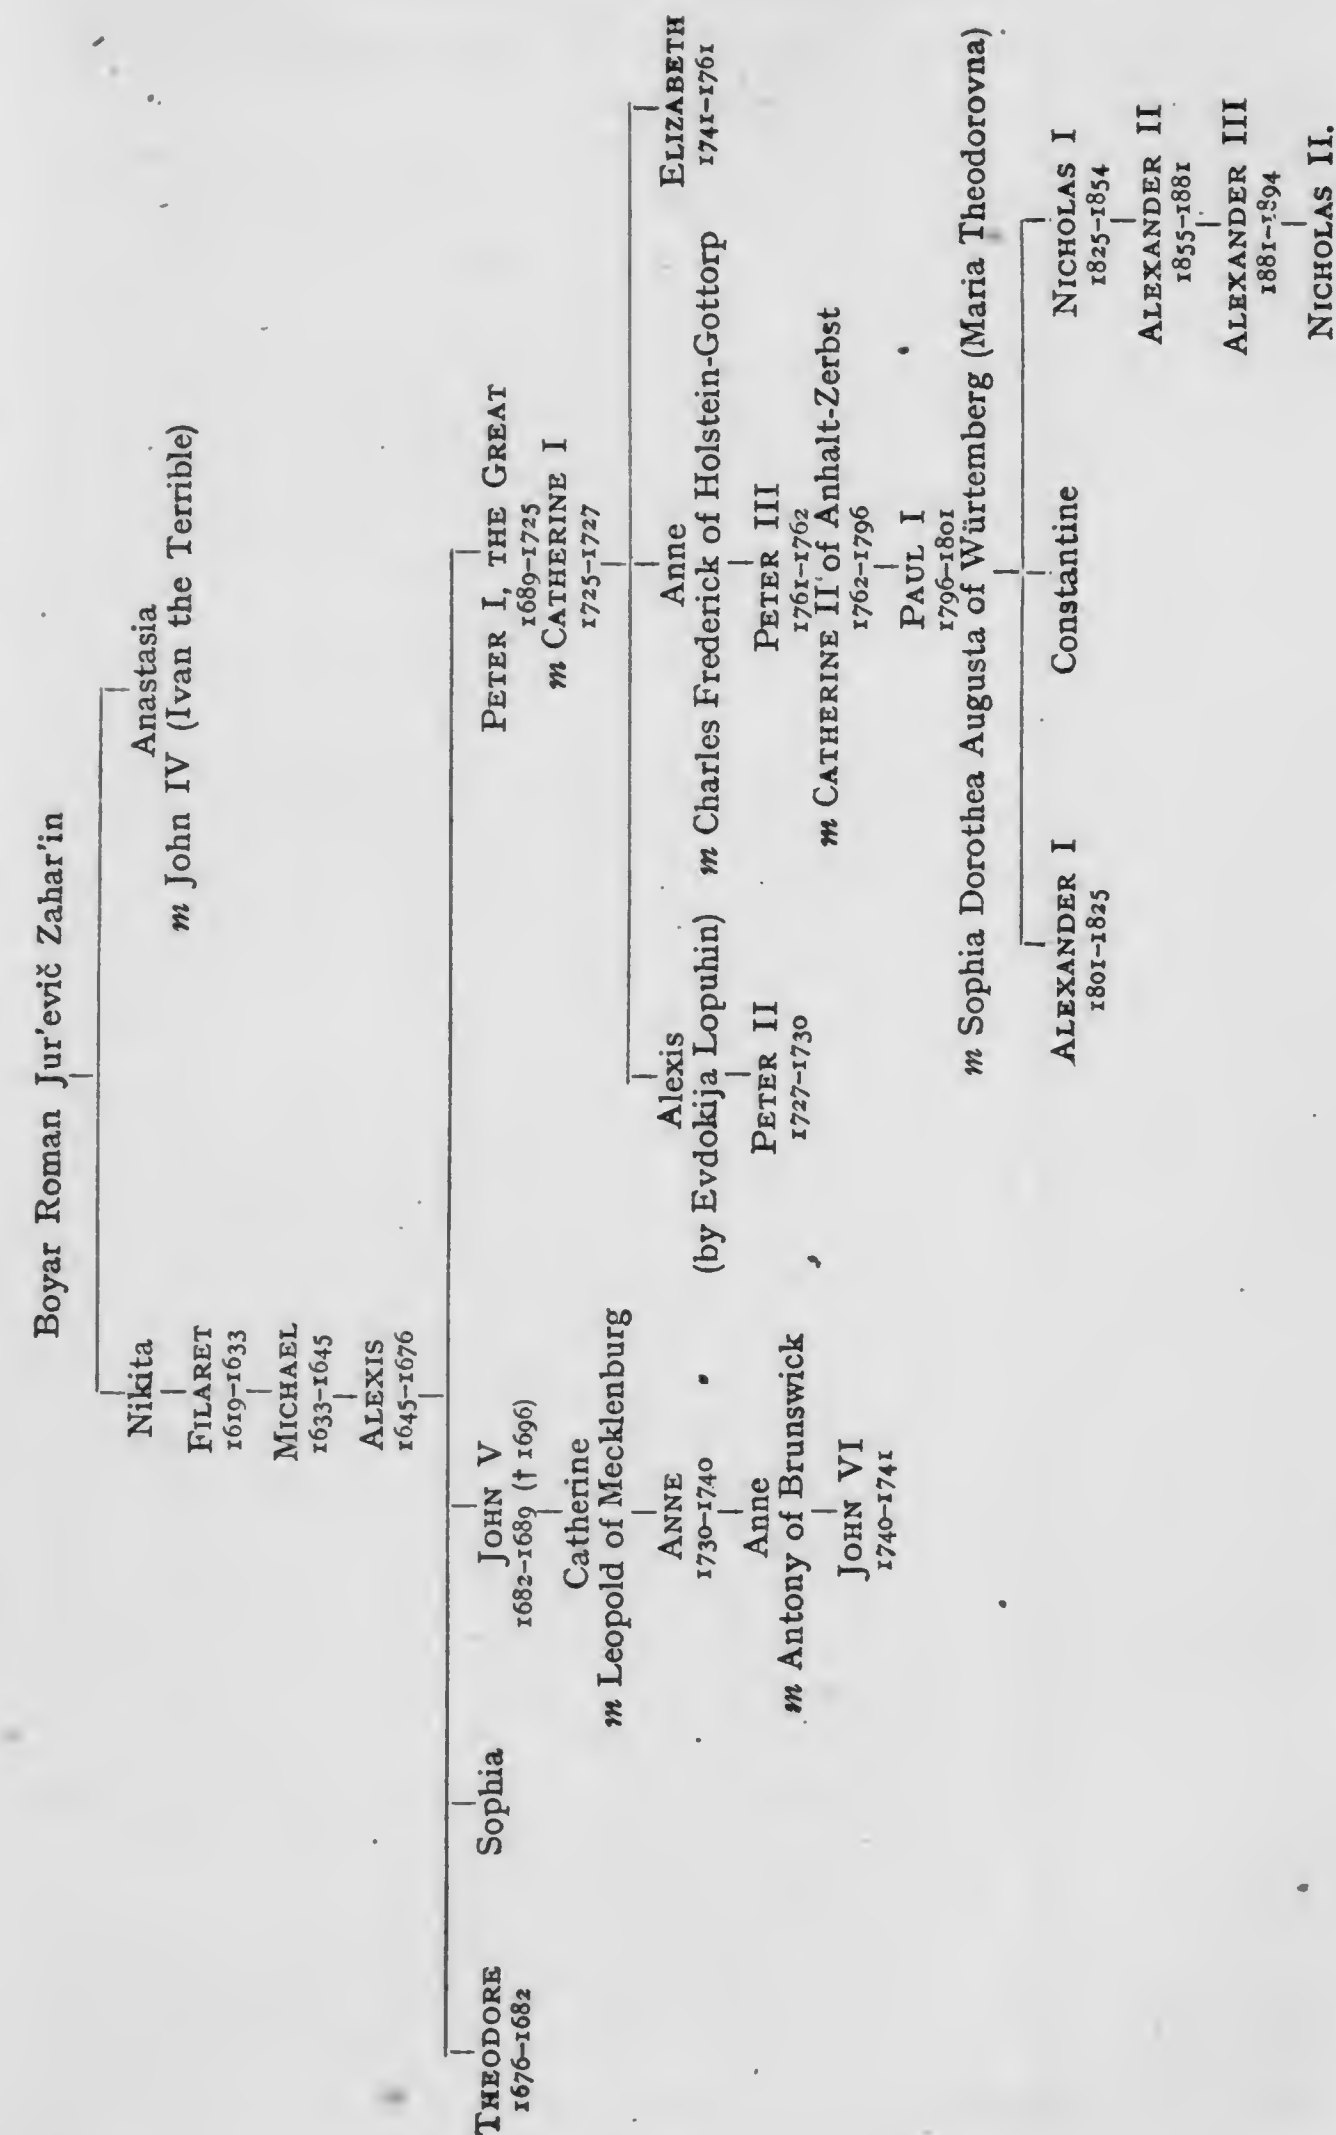 Boyar Roman Jur'evič Zahar'in
Nikita
Anastasia
m John IV (Ivan the Terrible)
FILARET
1619–1633
MICHAEL
1633–1645
ALEXIS
1645–1676
THEODORE
1676–1682
Sophia
JOHN V
1682–1689 († 1696)
PETER I, THE GREAT
1689–1725
m CATHERINE I
1725–1727
Catherine
m Leopold of Mecklenburg
ANNE
1730–1740
Anne
m Antony of Brunswick
JOHN VI
1740–1741
Alexis
(by Evdokija Lopuhin)
PETER II
1727–1730
Anne
m Charles Frederick of Holstein-Gottorp
PETER III
1761–1762
m CATHERINE II of Anhalt-Zerbst
1762–1796
PAUL I
1796–1801
m Sophia Dorothea Augusta of Würtemberg (Maria Theodorovna)
ELIZABETH
1741–1761
ALEXANDER I
1801–1825
Constantine
NICHOLAS I
1825–1854
ALEXANDER II
1855–1881
ALEXANDER III
1881–1894
NICHOLAS II.